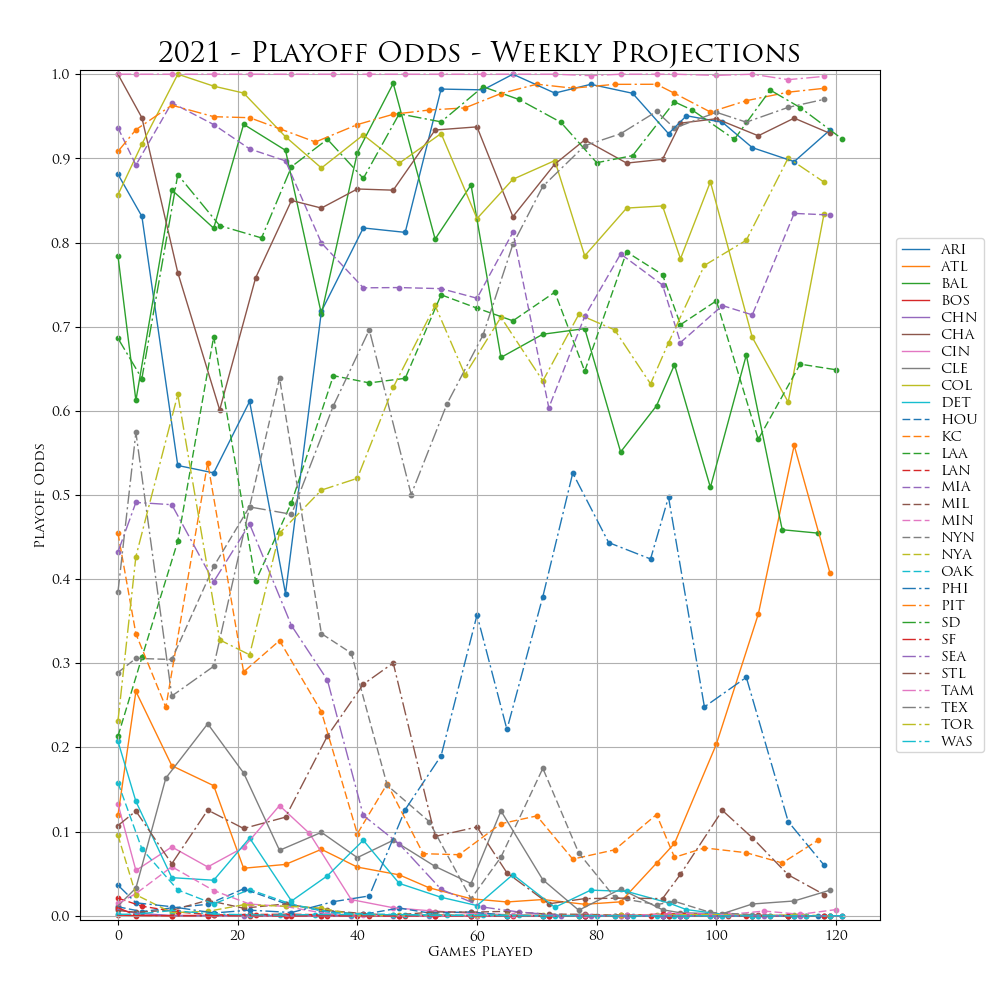 2021 - Playoff Odds - Weekly Projections
1.0
0.9
0.8
0.7
0.6
0.5
0.4
0.3
0.2
0.1
0.0
Playoff Odds
0 20 40 60 80 100 120
Games Played
ARI
ATL
BAL
BOS
CHN
CHA
CIN
CLE
COL
DET
HOU
KC
LAA
LAN
MIA
MIL
MIN
NYN
NYA
OAK
PHI
PIT
SD
SF
SEA
STL
TAM
TEX
TOR
WAS